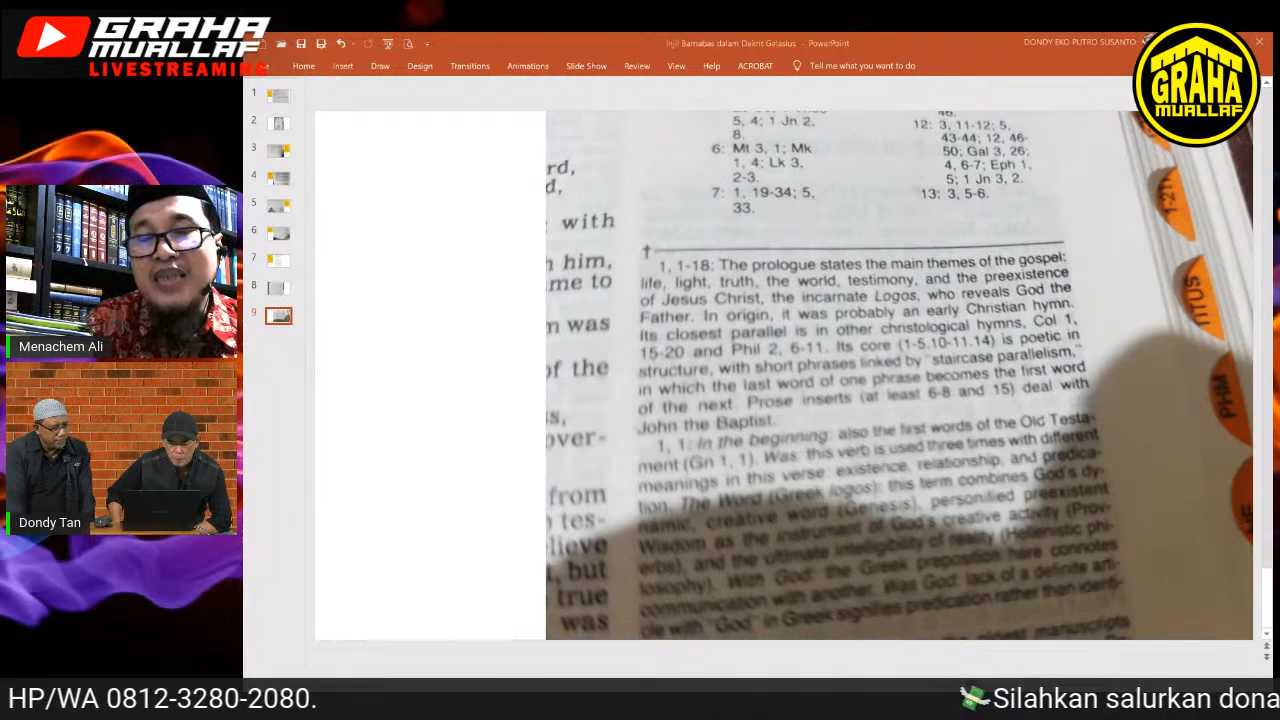 GRAHA
MUALLAF
LIVESTREAMING
Injil Barnabas dalam Dekrit Gelasius - PowerPoint
DONDY EKO PUTRO SUSANTO
Home Insert Draw Design Transitions Animations Slide Show Review View Help ACROBAT Tell me what you want to do
GRAHA
MUALLAF
1
2
3
4
5
6
7
8
9
Menachem Ali
Dondy Tan
rd,
d,
with
him,
me to
was
of the
s,
over-
from
tes-
elieve
, but
true
was
5, 4; 1 Jn 2,
8.
6: Mt 3, 1; Mk
1, 4; Lk 3,
2-3.
7: 1, 19-34; 5,
33.
46.
12: 3, 11-12; 5,
43-44; 12, 46-
50; Gal 3, 26;
4, 6-7; Eph 1,
5; 1 Jn 3, 2.
13: 3, 5-6.
†
1, 1-18: The prologue states the main themes of the gospel:
life, light, truth, the world, testimony, and the preexistence
of Jesus Christ, the incarnate Logos, who reveals God the
Father. In origin, it was probably an early Christian hymn.
Its closest parallel is in other christological hymns, Col 1,
15-20 and Phil 2, 6-11. Its core (1-5.10-11.14) is poetic in
structure, with short phrases linked by "staircase parallelism,"
in which the last word of one phrase becomes the first word
of the next. Prose inserts (at least 6-8 and 15) deal with
John the Baptist.
1, 1: In the beginning: also the first words of the Old Testa-
ment (Gn 1, 1). Was: this verb is used three times with different
meanings in this verse: existence, relationship, and predica-
tion. The Word (Greek logos): this term combines God's dy-
namic, creative word (Genesis), personified preexistent
Wisdom as the instrument of God's creative activity (Prov-
erbs), and the ultimate intelligibility of reality (Hellenistic phi-
losophy). With God: the Greek preposition here connotes
communication with another. Was God: lack of a definite arti-
cle with "God" in Greek signifies predication rather than identi-
oldest manuscripts
1-2TI
TITUS
PHM
HP/WA 0812-3280-2080.
Silahkan salurkan dona